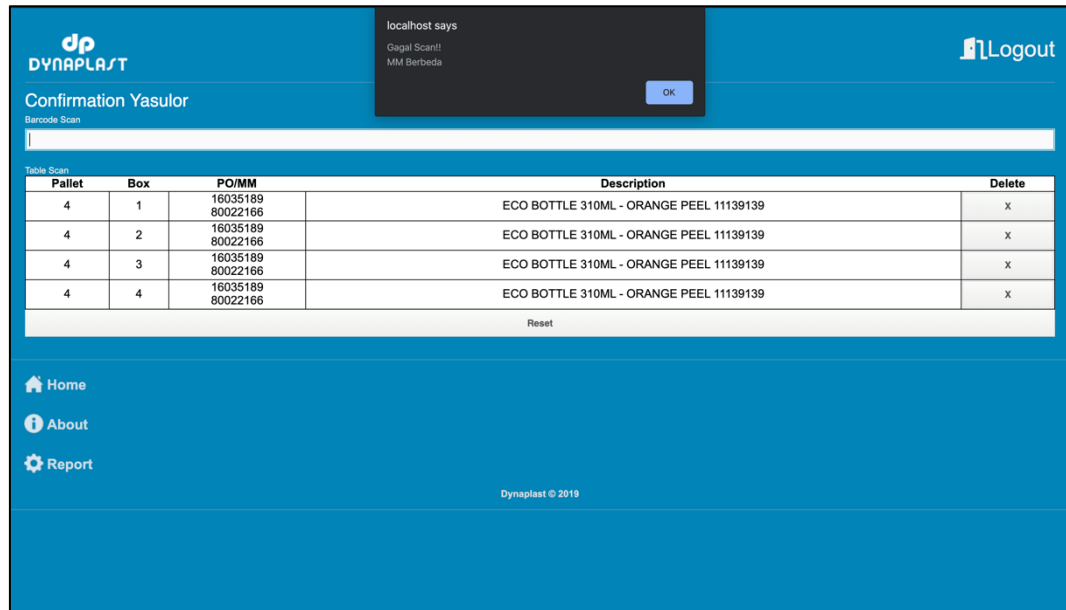 localhost says
Gagal Scan!!
MM Berbeda
OK
dp
DYNAPLAST
Logout
Confirmation Yasulor
Barcode Scan
Table Scan
Pallet Box PO/MM Description Delete
4 1 16035189 80022166 ECO BOTTLE 310ML - ORANGE PEEL 11139139 x
4 2 16035189 80022166 ECO BOTTLE 310ML - ORANGE PEEL 11139139 x
4 3 16035189 80022166 ECO BOTTLE 310ML - ORANGE PEEL 11139139 x
4 4 16035189 80022166 ECO BOTTLE 310ML - ORANGE PEEL 11139139 x
Reset
Home
About
Report
Dynaplast © 2019